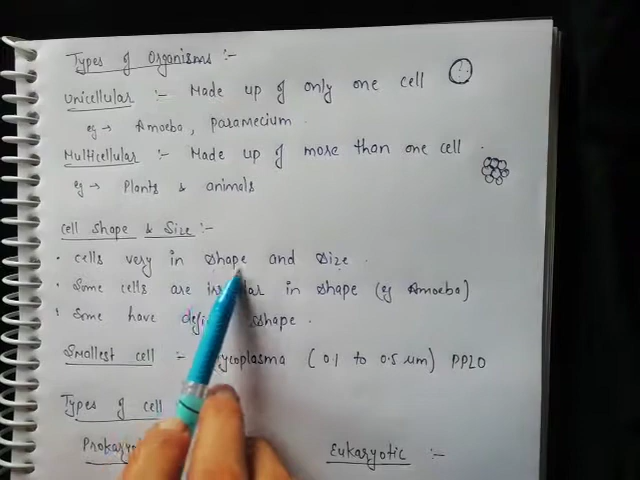 Types of Organisms :-
Unicellular :- Made up of only one cell
eg → Amoeba, paramecium.
Multicellular :- Made up of more than one cell.
eg → Plants & animals
Cell Shape & Size :-
• Cells very in shape and size.
• Some cells are in shape (eg Amoeba)
• Some have shape.
Smallest cell :- (0.1 to 0.5 um) PPLO
Types of cell
Eukaryotic :-